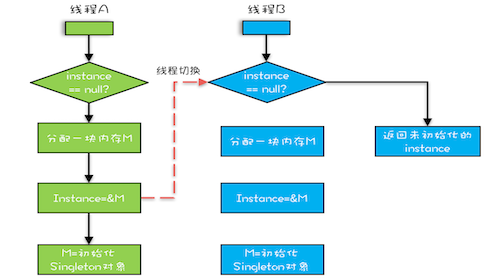 线程A
instance
== null?
分配一块内存M
Instance=&M
M=初始化
Singleton对象
线程切换
线程B
instance
== null?
分配一块内存M
Instance=&M
M=初始化
Singleton对象
返回未初始化的
instance